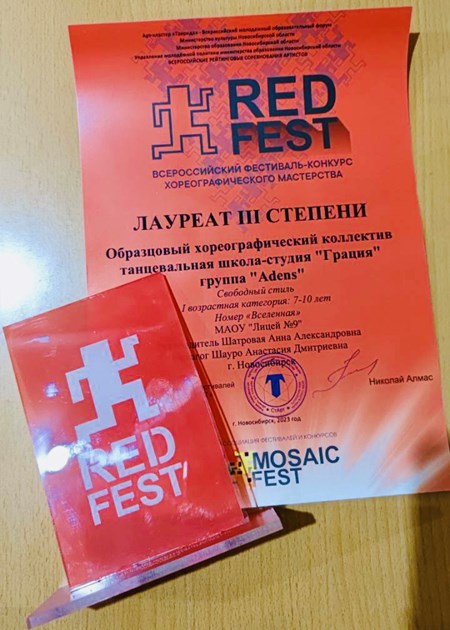 Арт-кластер «Таврида» - Всероссийский молодежный образовательный форум
Министерство культуры Новосибирской области
Министерство образования Новосибирской области
Управление молодежной политики министерства образования Новосибирской области
ВСЕРОССИЙСКИЕ РЕЙТИНГОВЫЕ СОРЕВНОВАНИЯ АРТИСТОВ
RED
FEST
ВСЕРОССИЙСКИЙ ФЕСТИВАЛЬ-КОНКУРС
ХОРЕОГРАФИЧЕСКОГО МАСТЕРСТВА
ЛАУРЕАТ III СТЕПЕНИ
Образцовый хореографический коллектив
танцевальная школа-студия "Грация"
группа "Adens"
Свободный стиль
I возрастная категория: 7-10 лет
Номер «Вселенная»
МАОУ "Лицей №9"
Шатровая Анна Александровна
Шауро Анастасия Дмитриевна
г. Новосибирск
Николай Алмас
г. Новосибирск, 2023 год
ФЕСТИВАЛЕЙ И КОНКУРСОВ
MOSAIC
FEST
RED
FEST